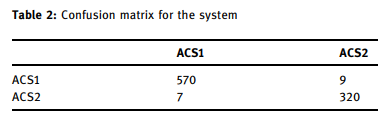 Table 2: Confusion matrix for the system
ACS1 ACS2
ACS1 570 9
ACS2 7 320